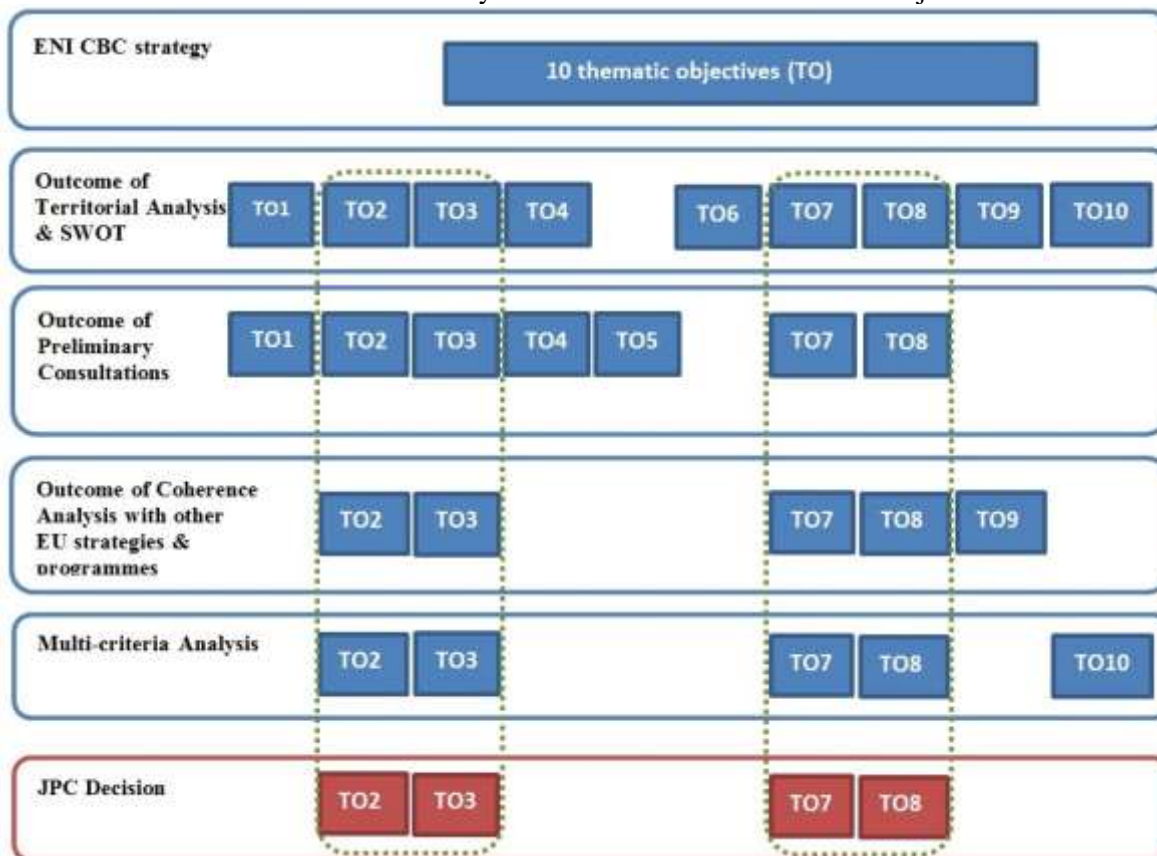 ENI CBC strategy
10 thematic objectives (TO)
Outcome of
Territorial Analysis
& SWOT
TO1 TO2 TO3 TO4 TO6 TO7 TO8 TO9 TO10
Outcome of
Preliminary
Consultations
TO1 TO2 TO3 TO4 TO5 TO7 TO8
Outcome of Coherence
Analysis with other
EU strategies &
programmes
TO2 TO3 TO7 TO8 TO9
Multi-criteria Analysis
TO2 TO3 TO7 TO8 TO10
JPC Decision
TO2 TO3 TO7 TO8